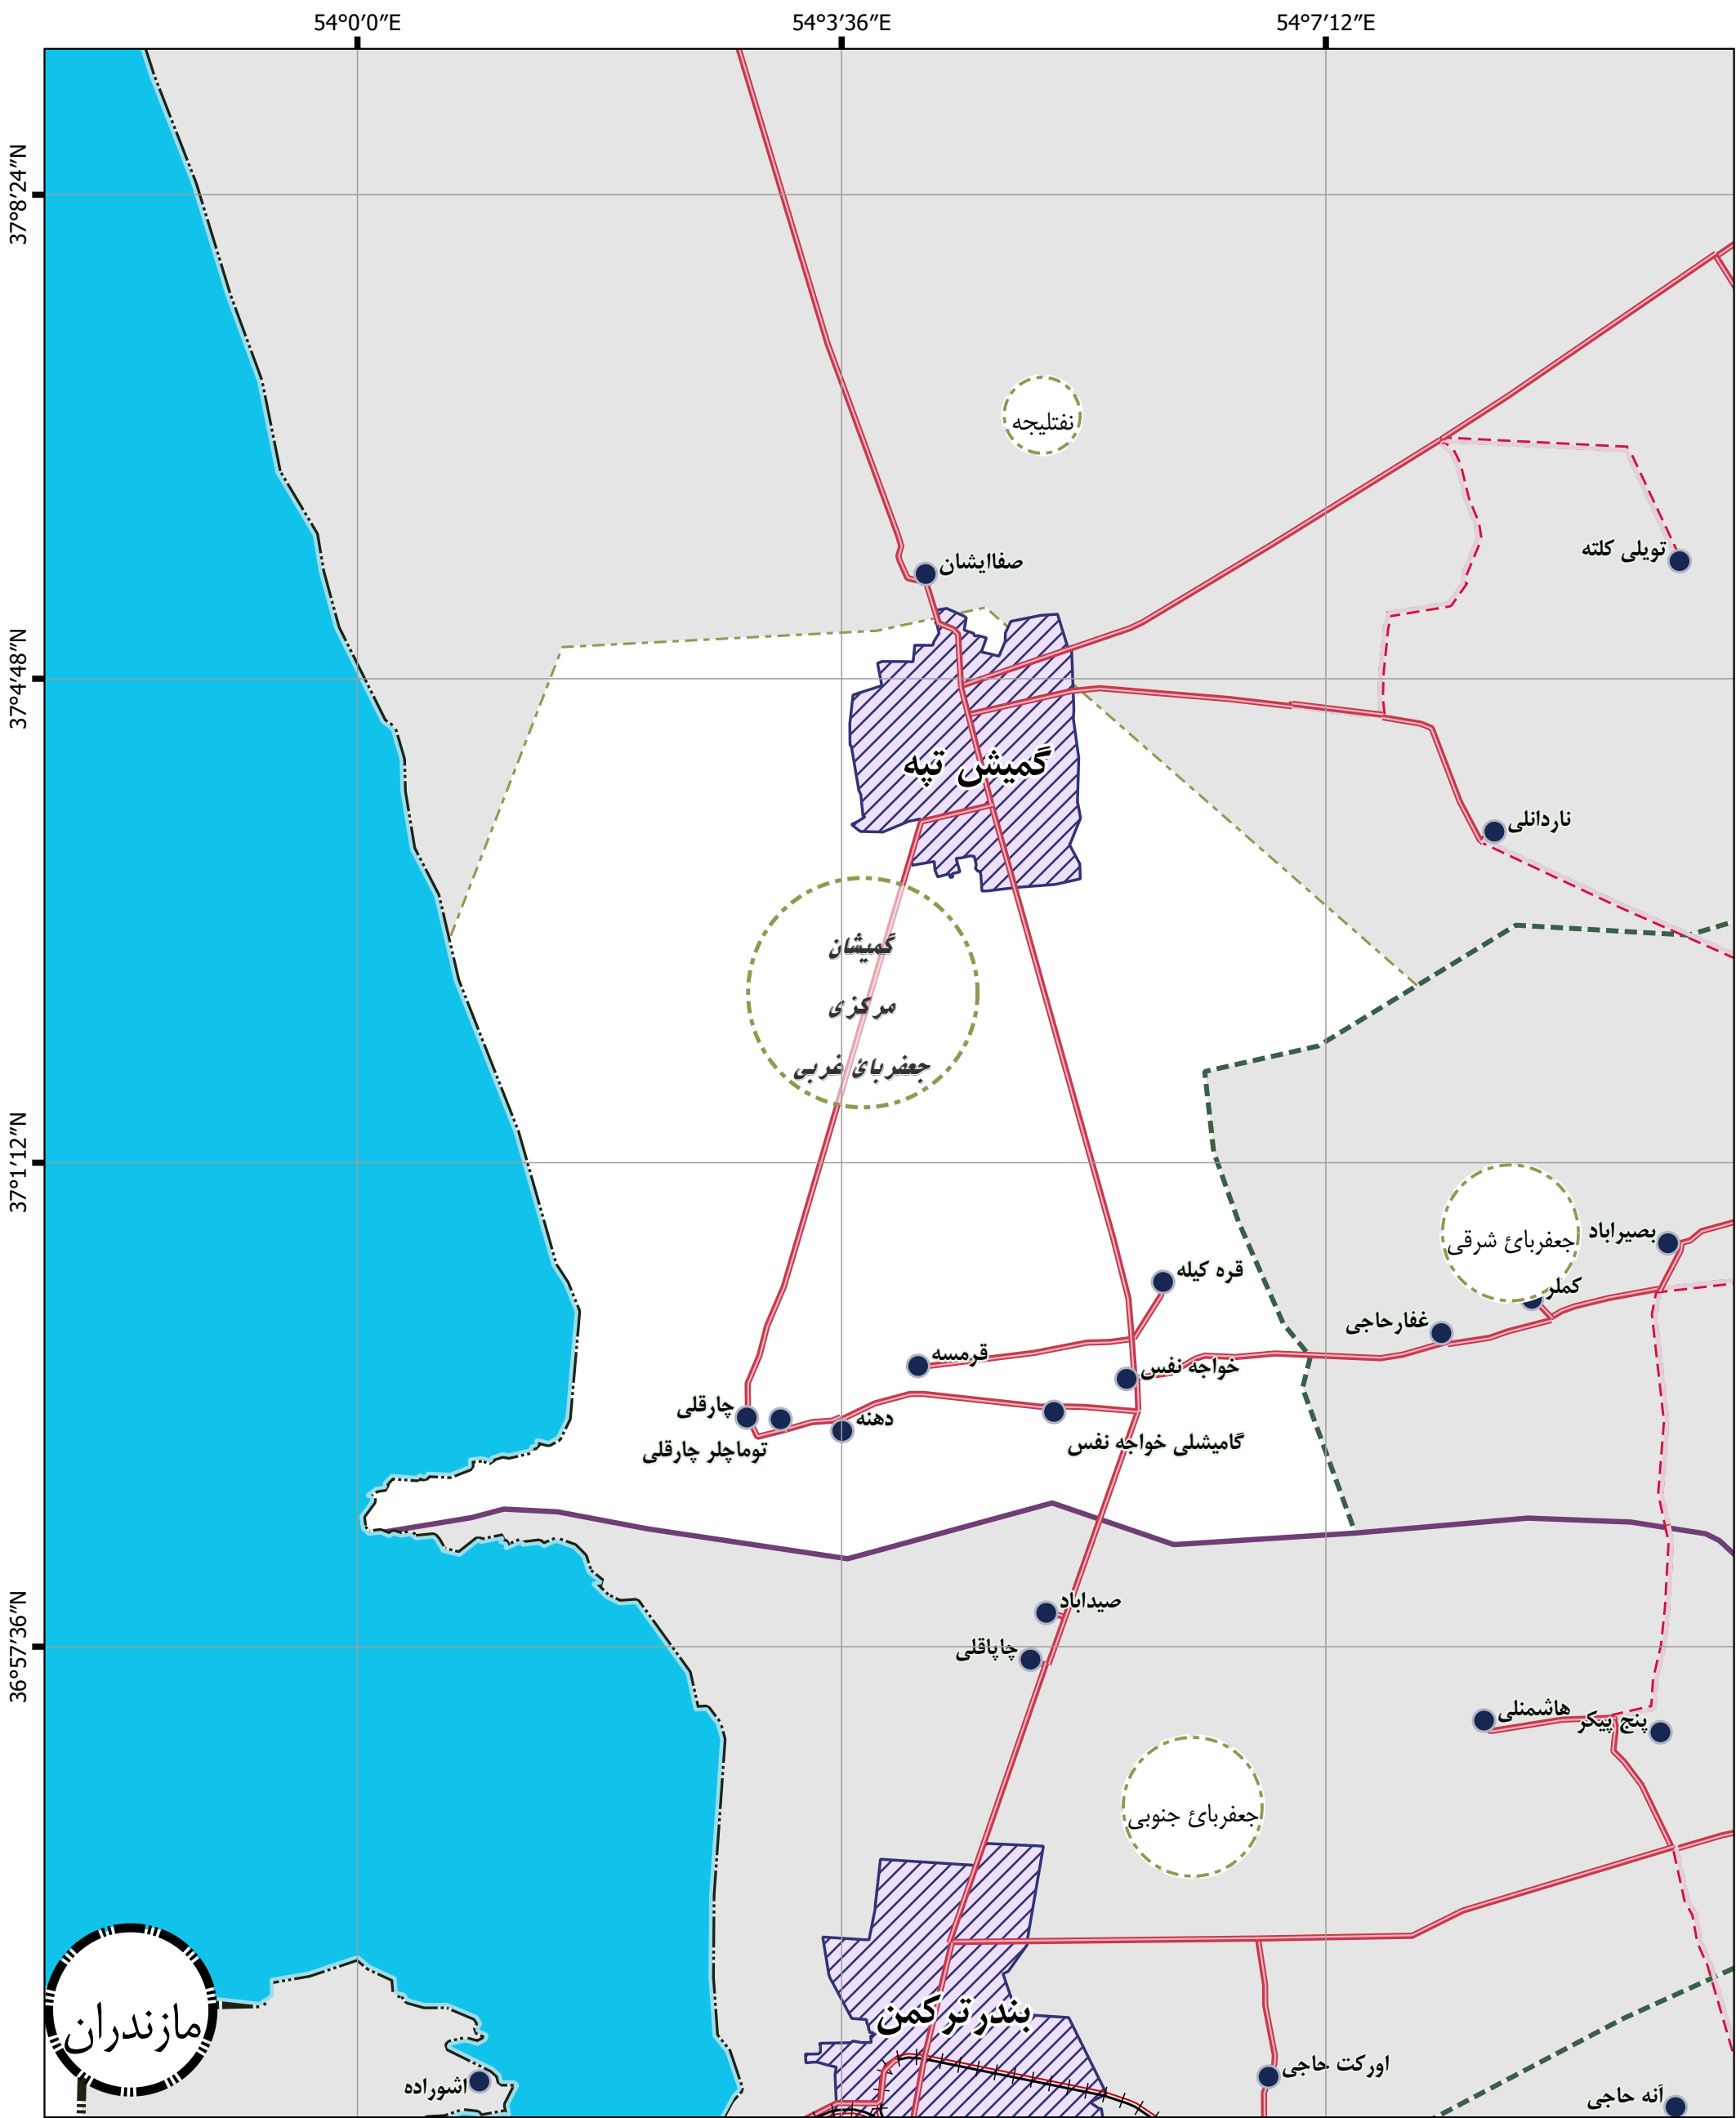 54°0′0″E
54°3′36″E
54°7′12″E
37°8′24″N
37°4′48″N
37°1′12″N
36°57′36″N
نفتلیجه
تویلی کلته
صفاایشان
گمیش تپه
ناردانلی
گمیشان
مرکزی
جعفربائ غربی
جعفربائ شرقی
بصیراباد
کملر
قره کیله
غفارحاجی
قرمسه
خواجه نفس
چارقلی
دهنه
توماچلر چارقلی
گامیشلی خواجه نفس
صیداباد
چاپاقلی
هاشمنلی
پنج پیکر
جعفربائ جنوبی
بندرترکمن
مازندران
اشوراده
اورکت حاجی
آنه حاجی